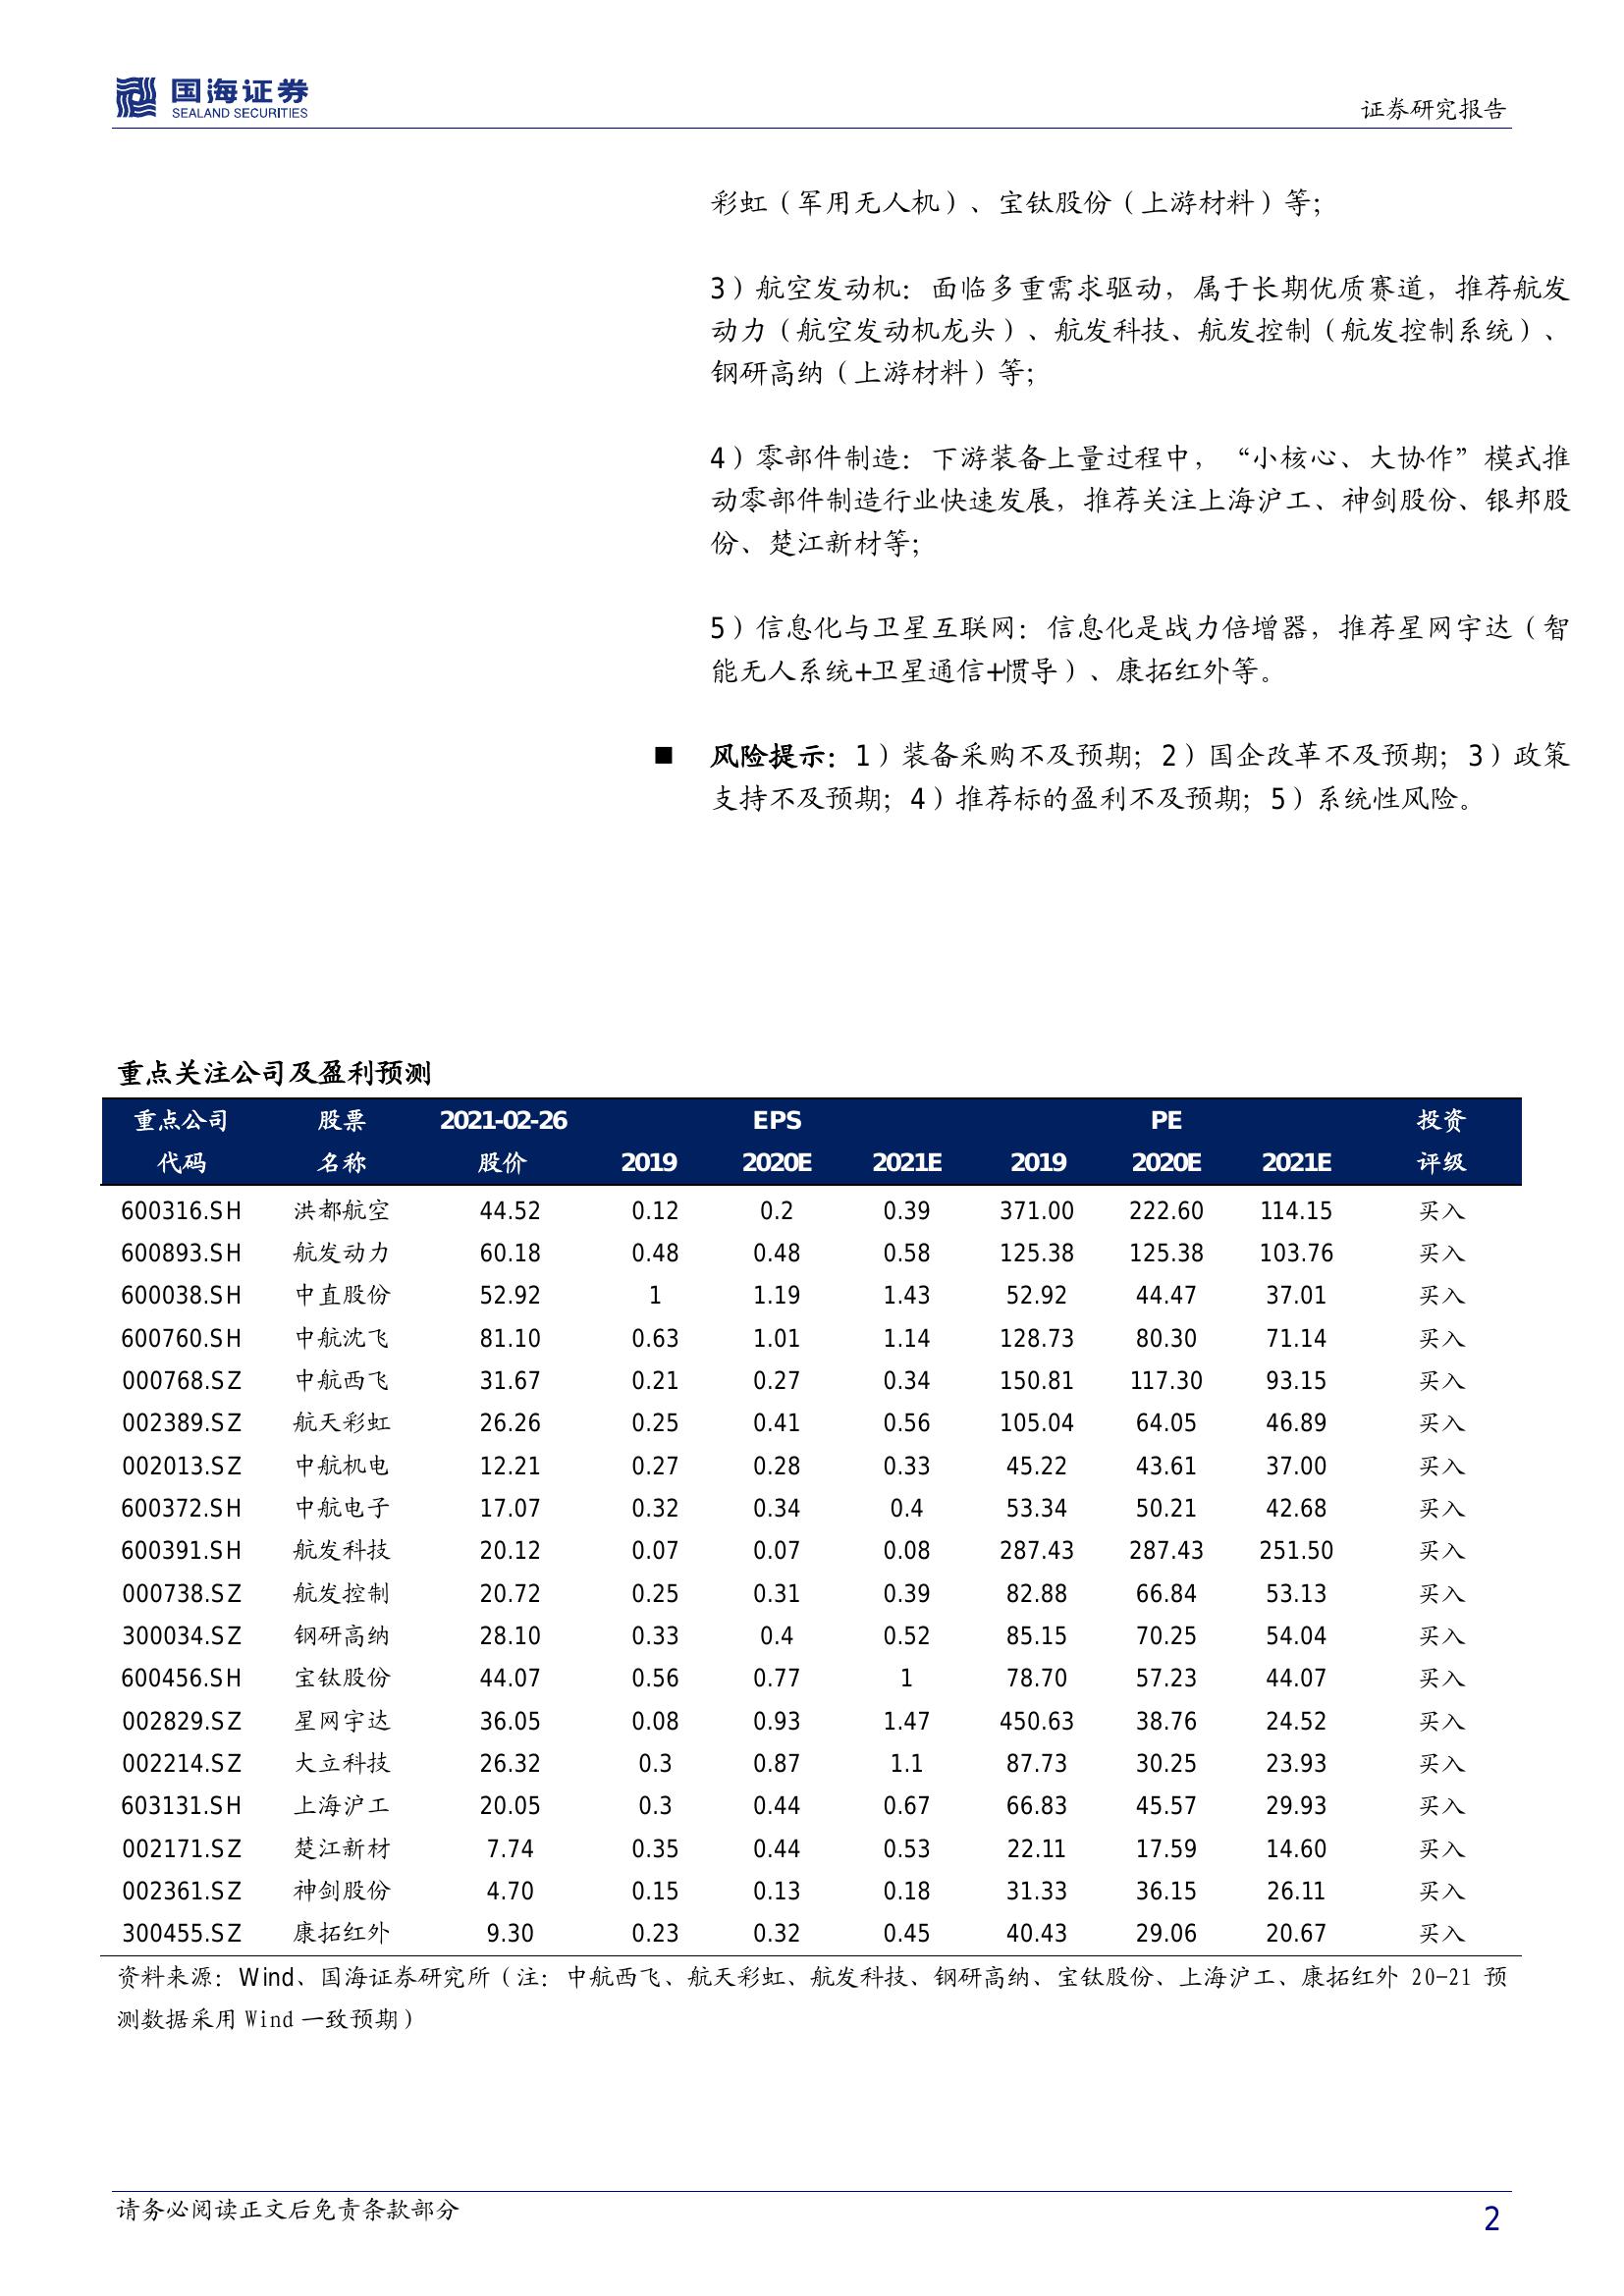 国海证券
SEALAND SECURITIES
证券研究报告
彩虹（军用无人机）、宝钛股份（上游材料）等；
3）航空发动机：面临多重需求驱动，属于长期优质赛道，推荐航发
动力（航空发动机龙头）、航发科技、航发控制（航发控制系统）、
钢研高纳（上游材料）等；
4）零部件制造：下游装备上量过程中，“小核心、大协作”模式推
动零部件制造行业快速发展，推荐关注上海沪工、神剑股份、银邦股
份、楚江新材等；
5）信息化与卫星互联网：信息化是战力倍增器，推荐星网宇达（智
能无人系统+卫星通信+惯导）、康拓红外等。
■ 风险提示：1）装备采购不及预期；2）国企改革不及预期；3）政策
支持不及预期；4）推荐标的盈利不及预期；5）系统性风险。
重点关注公司及盈利预测
重点公司 股票 2021-02-26 EPS PE 投资
代码 名称 股价 2019 2020E 2021E 2019 2020E 2021E 评级
600316.SH 洪都航空 44.52 0.12 0.2 0.39 371.00 222.60 114.15 买入
600893.SH 航发动力 60.18 0.48 0.48 0.58 125.38 125.38 103.76 买入
600038.SH 中直股份 52.92 1 1.19 1.43 52.92 44.47 37.01 买入
600760.SH 中航沈飞 81.10 0.63 1.01 1.14 128.73 80.30 71.14 买入
000768.SZ 中航西飞 31.67 0.21 0.27 0.34 150.81 117.30 93.15 买入
002389.SZ 航天彩虹 26.26 0.25 0.41 0.56 105.04 64.05 46.89 买入
002013.SZ 中航机电 12.21 0.27 0.28 0.33 45.22 43.61 37.00 买入
600372.SH 中航电子 17.07 0.32 0.34 0.4 53.34 50.21 42.68 买入
600391.SH 航发科技 20.12 0.07 0.07 0.08 287.43 287.43 251.50 买入
000738.SZ 航发控制 20.72 0.25 0.31 0.39 82.88 66.84 53.13 买入
300034.SZ 钢研高纳 28.10 0.33 0.4 0.52 85.15 70.25 54.04 买入
600456.SH 宝钛股份 44.07 0.56 0.77 1 78.70 57.23 44.07 买入
002829.SZ 星网宇达 36.05 0.08 0.93 1.47 450.63 38.76 24.52 买入
002214.SZ 大立科技 26.32 0.3 0.87 1.1 87.73 30.25 23.93 买入
603131.SH 上海沪工 20.05 0.3 0.44 0.67 66.83 45.57 29.93 买入
002171.SZ 楚江新材 7.74 0.35 0.44 0.53 22.11 17.59 14.60 买入
002361.SZ 神剑股份 4.70 0.15 0.13 0.18 31.33 36.15 26.11 买入
300455.SZ 康拓红外 9.30 0.23 0.32 0.45 40.43 29.06 20.67 买入
资料来源：Wind、国海证券研究所（注：中航西飞、航天彩虹、航发科技、钢研高纳、宝钛股份、上海沪工、康拓红外 20-21 预
测数据采用 Wind 一致预期）
请务必阅读正文后免责条款部分
2